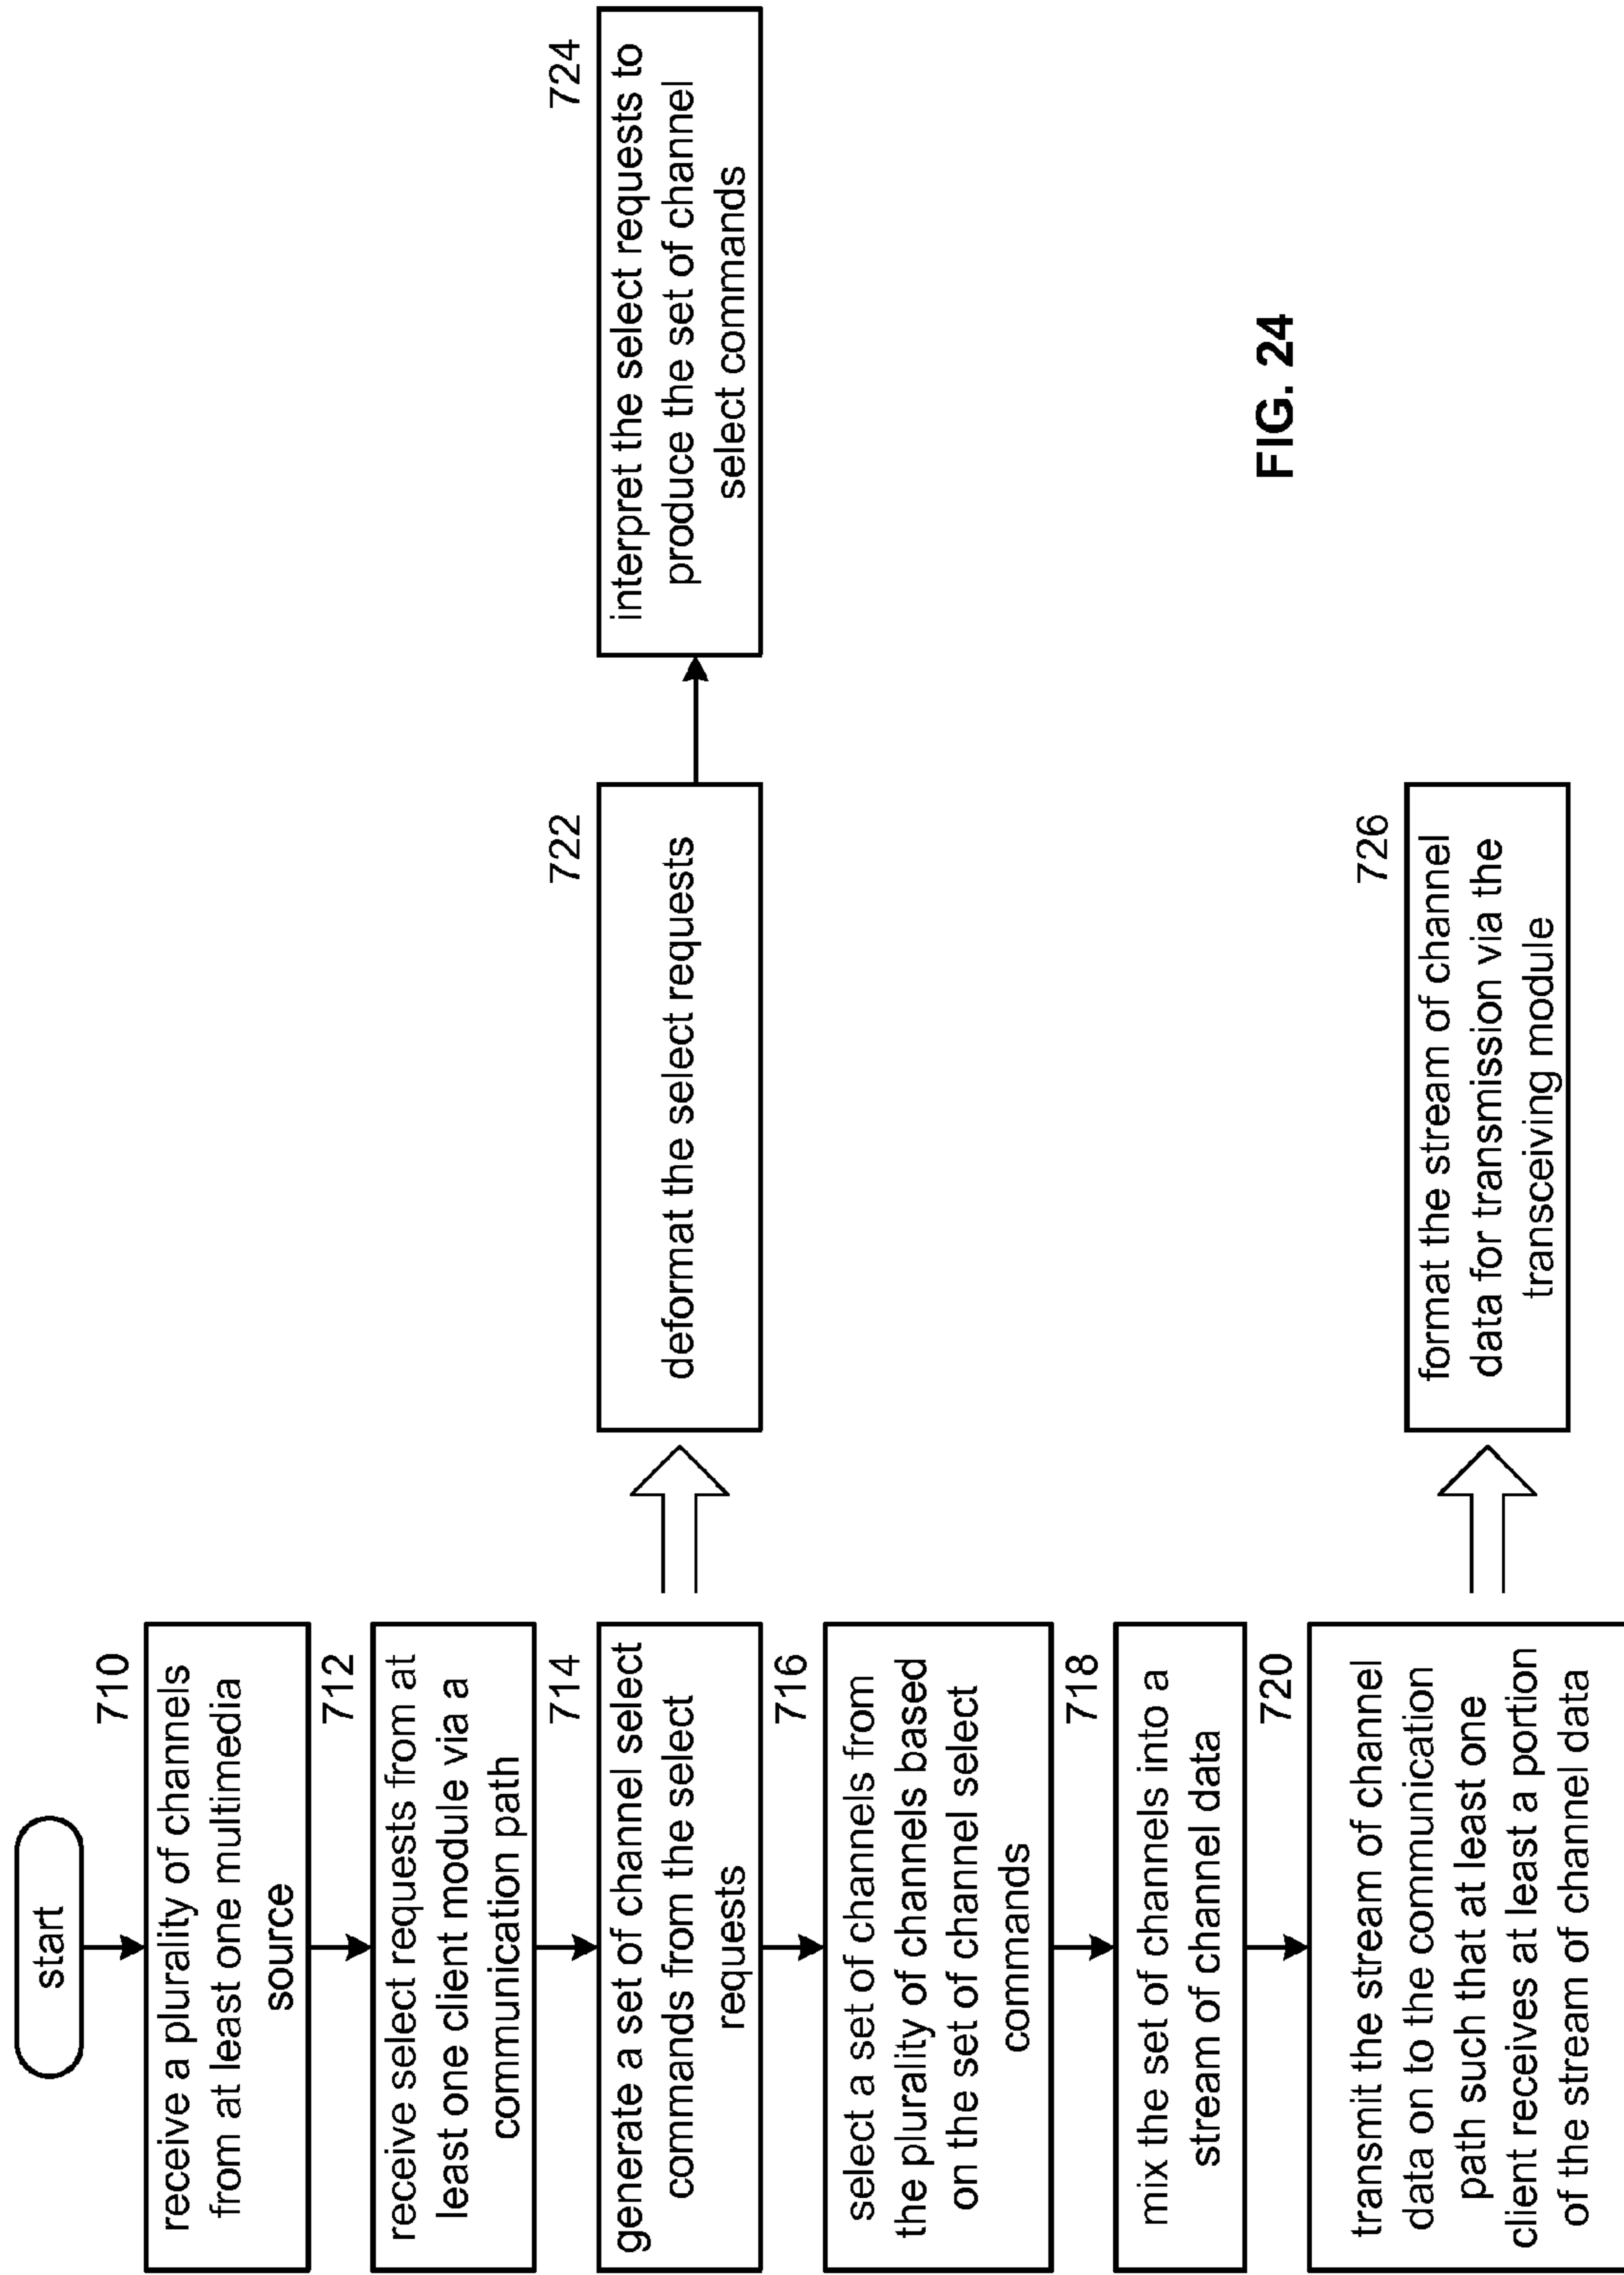 start
710
receive a plurality of channels
from at least one multimedia
source
712
receive select requests from at
least one client module via a
communication path
714
generate a set of channel select
commands from the select
requests
722
deformat the select requests
724
interpret the select requests to
produce the set of channel
select commands
716
select a set of channels from
the plurality of channels based
on the set of channel select
commands
718
mix the set of channels into a
stream of channel data
720
transmit the stream of channel
data on to the communication
path such that at least one
client receives at least a portion
of the stream of channel data
726
format the stream of channel
data for transmission via the
transceiving module
FIG. 24